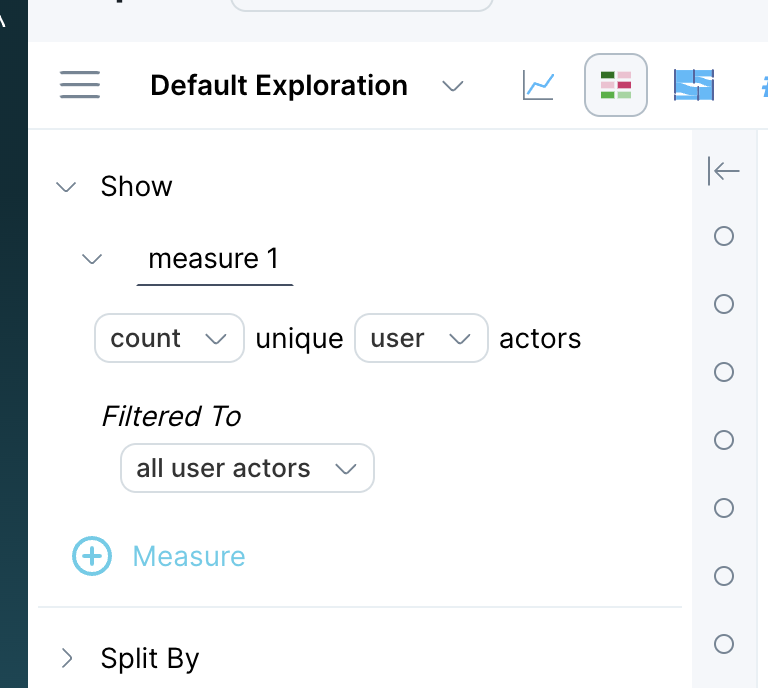 Default Exploration
Show
measure 1
count unique user actors
Filtered To
all user actors
Measure
Split By